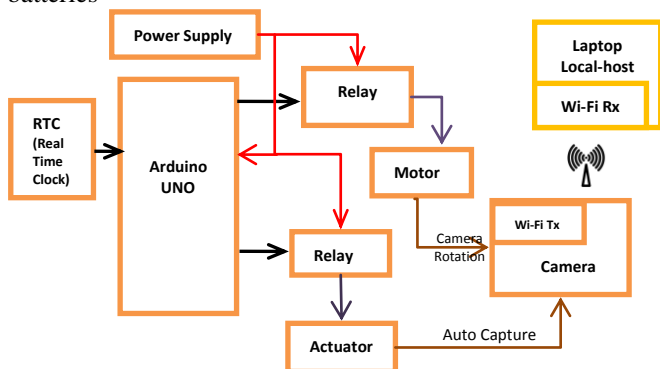 batteries
Power Supply
Laptop
Local-host
Wi-Fi Rx
Relay
RTC
(Real
Time
Clock)
Arduino
UNO
Motor
Wi-Fi Tx
Camera
Rotation
Camera
Relay
Actuator
Auto Capture